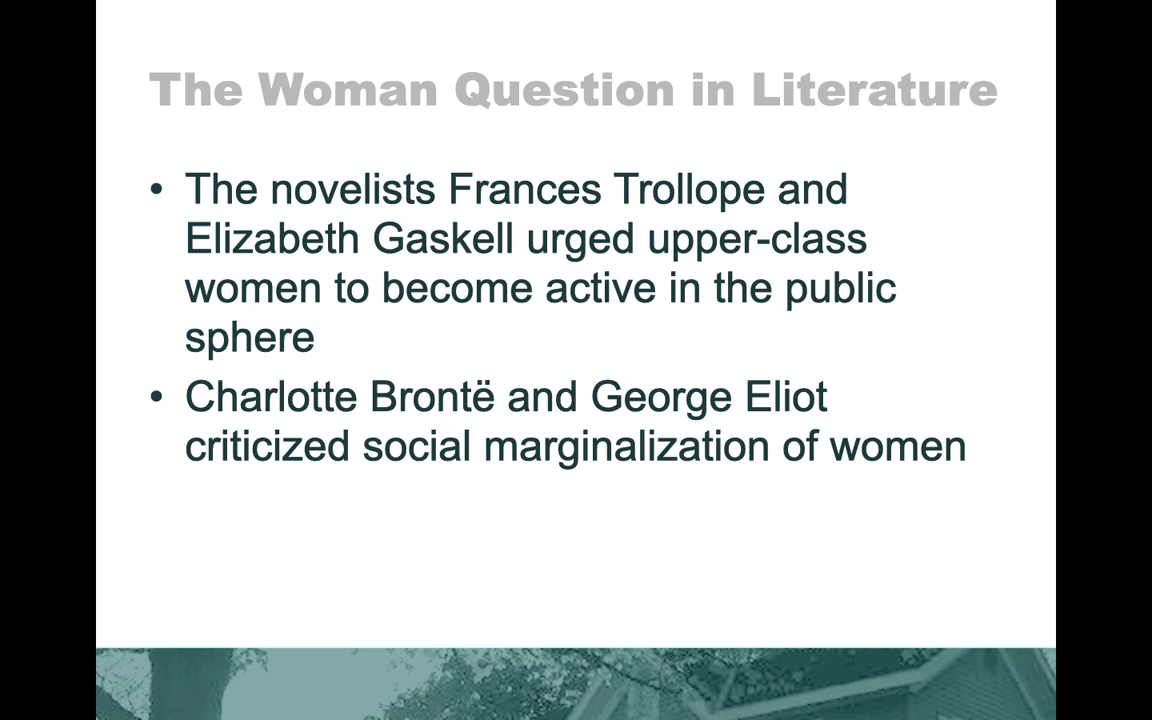 The Woman Question in Literature
• The novelists Frances Trollope and
Elizabeth Gaskell urged upper-class
women to become active in the public
sphere
• Charlotte Brontë and George Eliot
criticized social marginalization of women